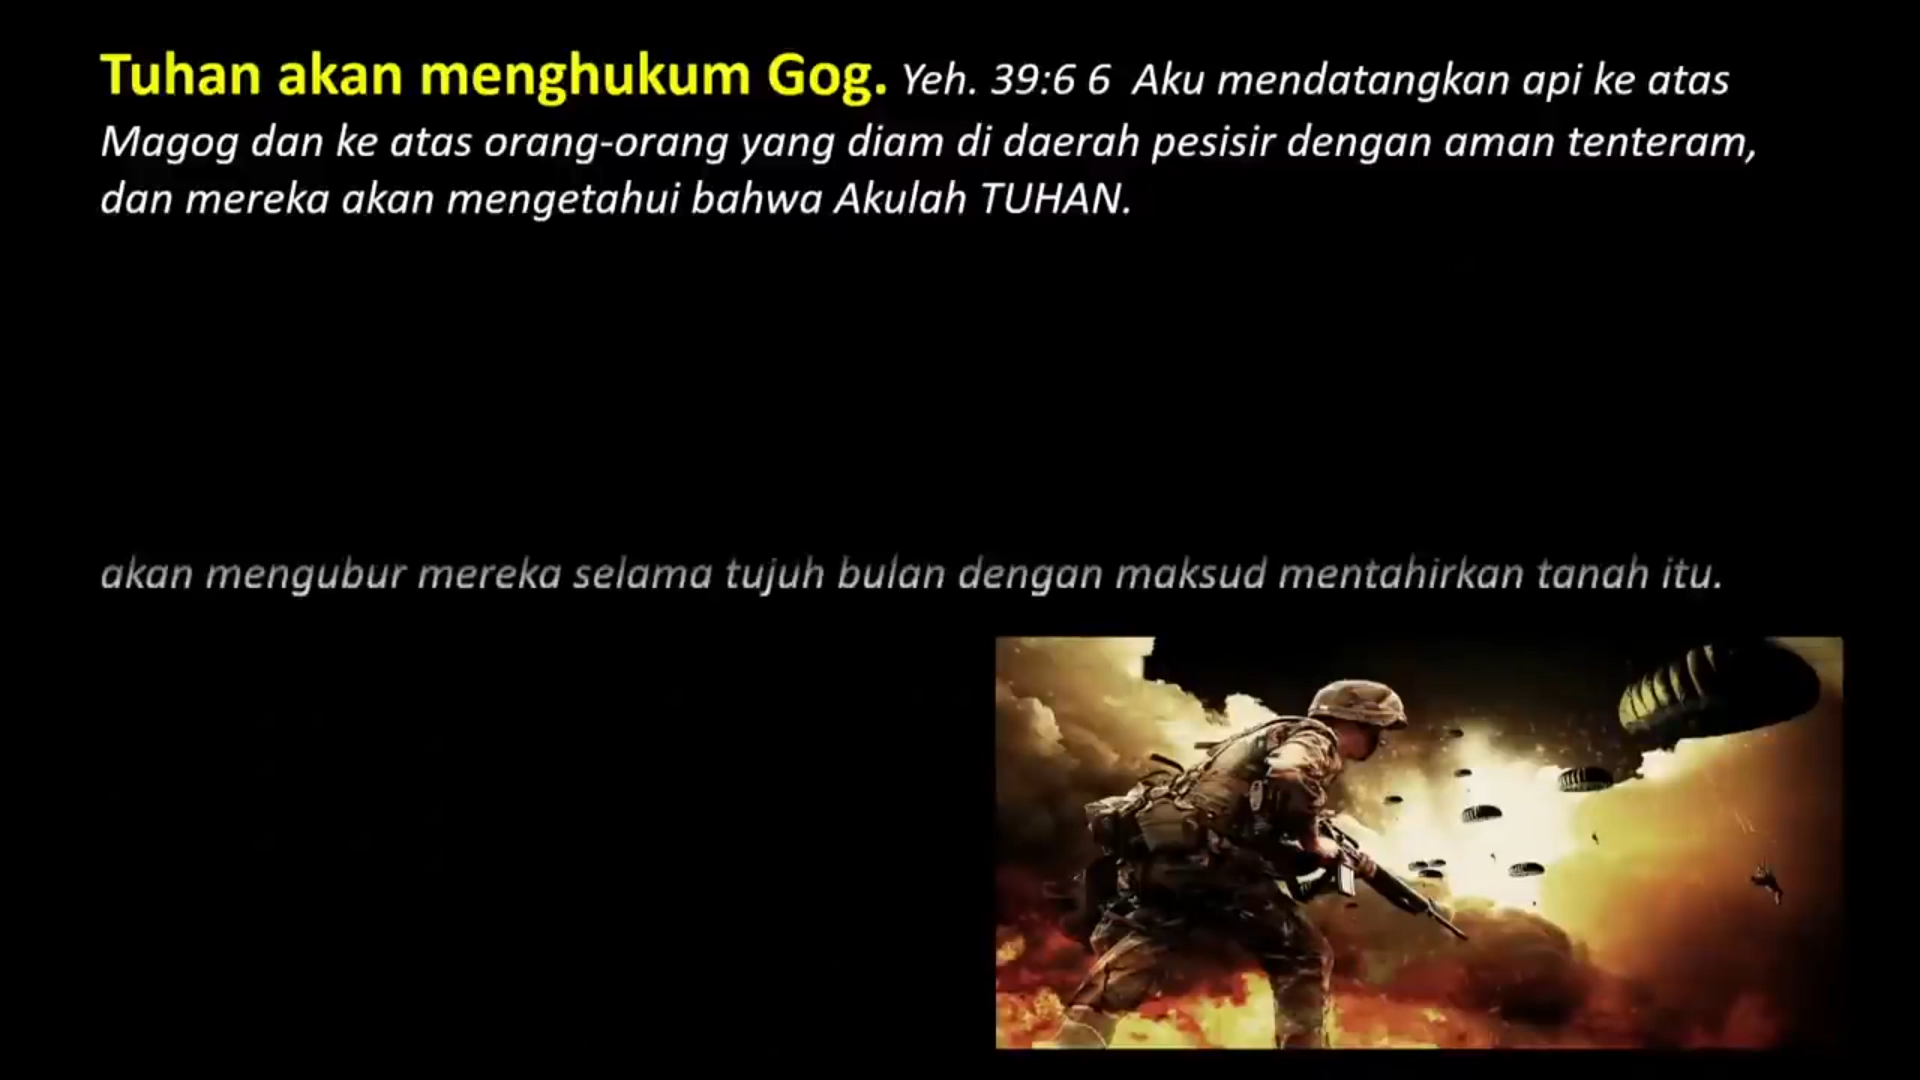 Tuhan akan menghukum Gog. Yeh. 39:6 6 Aku mendatangkan api ke atas
Magog dan ke atas orang-orang yang diam di daerah pesisir dengan aman tenteram,
dan mereka akan mengetahui bahwa Akulah TUHAN.
akan mengubur mereka selama tujuh bulan dengan maksud mentahirkan tanah itu.